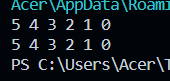 Acer\AppData\Roami
5 4 3 2 1 0
5 4 3 2 1 0
PS C:\Users\Acer\T